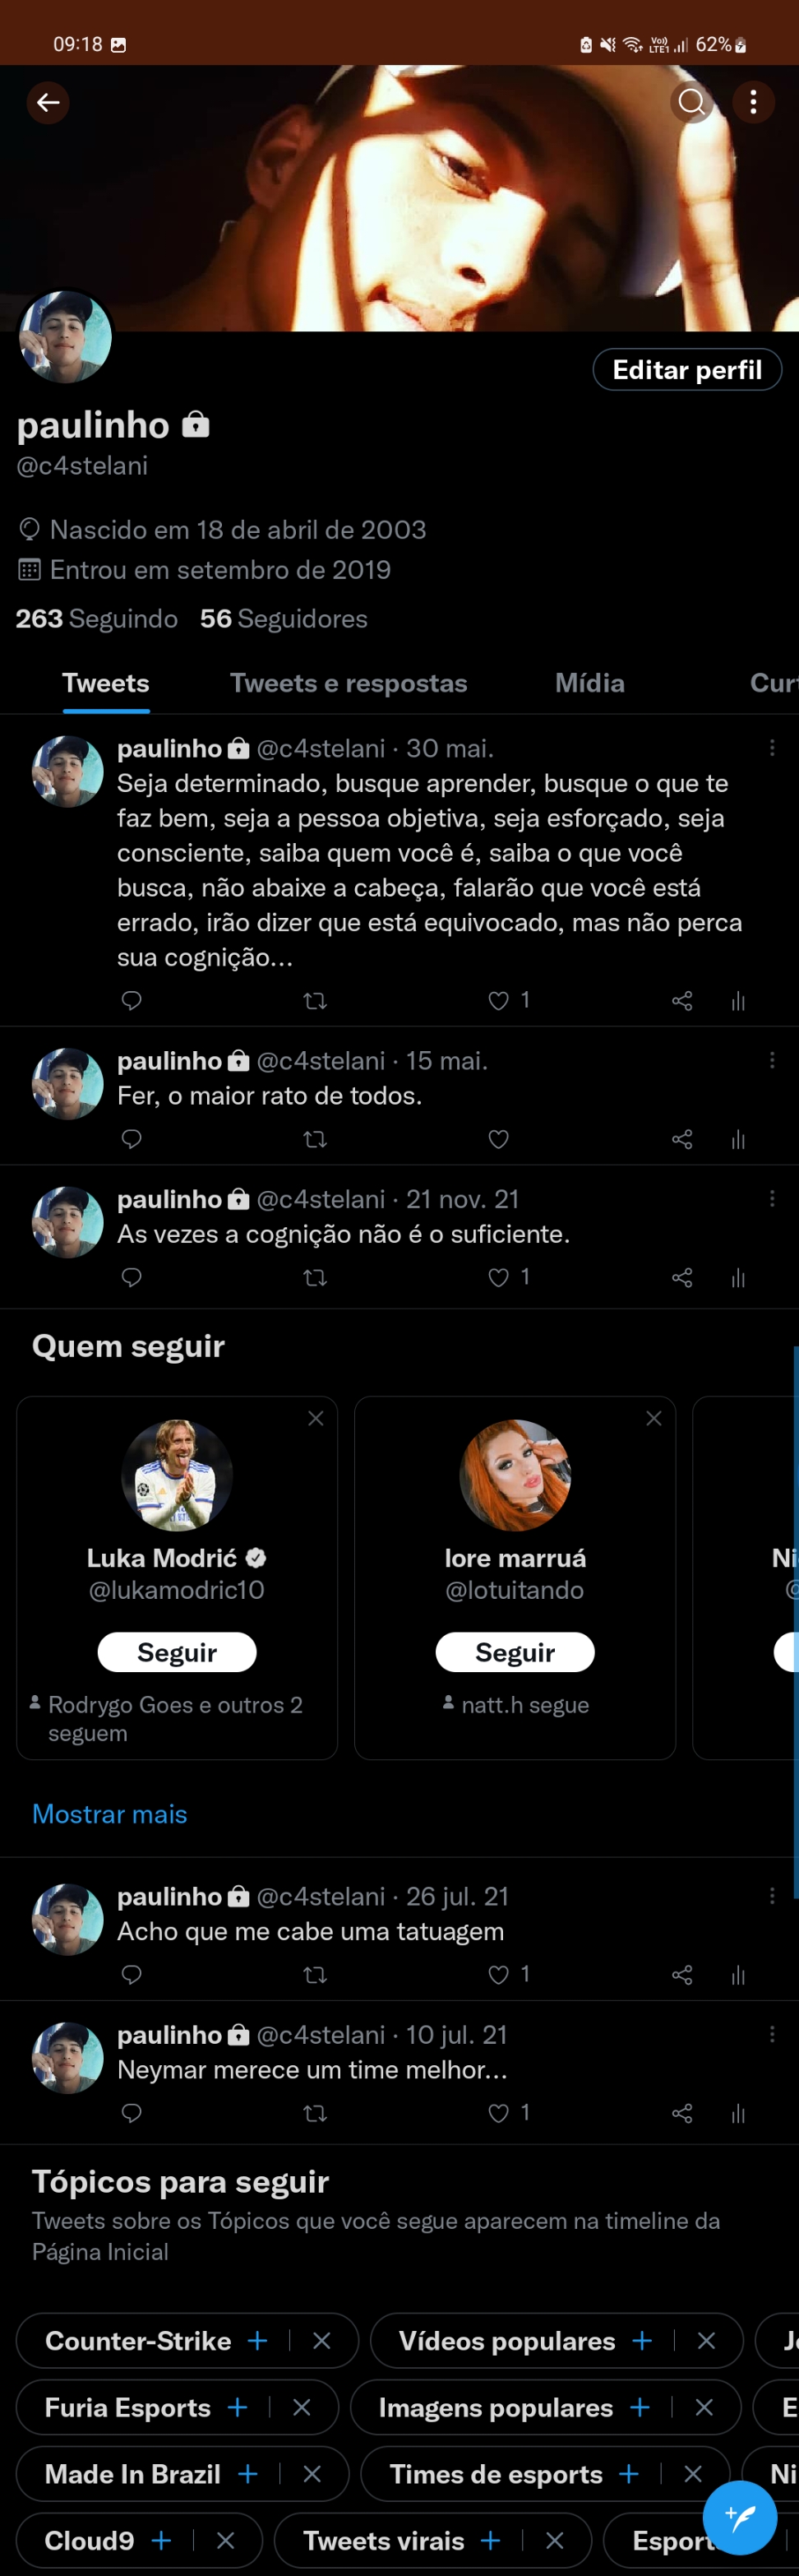 09:18
Vo))
LTE1
62%
Editar perfil
paulinho
@c4stelani
Nascido em 18 de abril de 2003
Entrou em setembro de 2019
263 Seguindo 56 Seguidores
Tweets Tweets e respostas Mídia Curt
paulinho @c4stelani · 30 mai.
Seja determinado, busque aprender, busque o que te
faz bem, seja a pessoa objetiva, seja esforçado, seja
consciente, saiba quem você é, saiba o que você
busca, não abaixe a cabeça, falarão que você está
errado, irão dizer que está equivocado, mas não perca
sua cognição...
1
paulinho @c4stelani · 15 mai.
Fer, o maior rato de todos.
paulinho @c4stelani · 21 nov. 21
As vezes a cognição não é o suficiente.
1
Quem seguir
Luka Modrić lore marruá Ni
@lukamodric10 @lotuitando @
Seguir Seguir
Rodrygo Goes e outros 2 natt.h segue
seguem
Mostrar mais
paulinho @c4stelani · 26 jul. 21
Acho que me cabe uma tatuagem
1
paulinho @c4stelani · 10 jul. 21
Neymar merece um time melhor...
1
Tópicos para seguir
Tweets sobre os Tópicos que você segue aparecem na timeline da
Página Inicial
Counter-Strike Vídeos populares
Furia Esports Imagens populares E
Made In Brazil Times de esports Ni
Cloud9 Tweets virais Esport